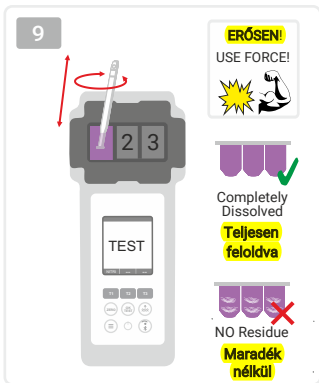 9
ERŐSEN!
USE FORCE!
2 3
TEST
Completely
Dissolved
Teljesen
feloldva
NO Residue
Maradék
nélkül